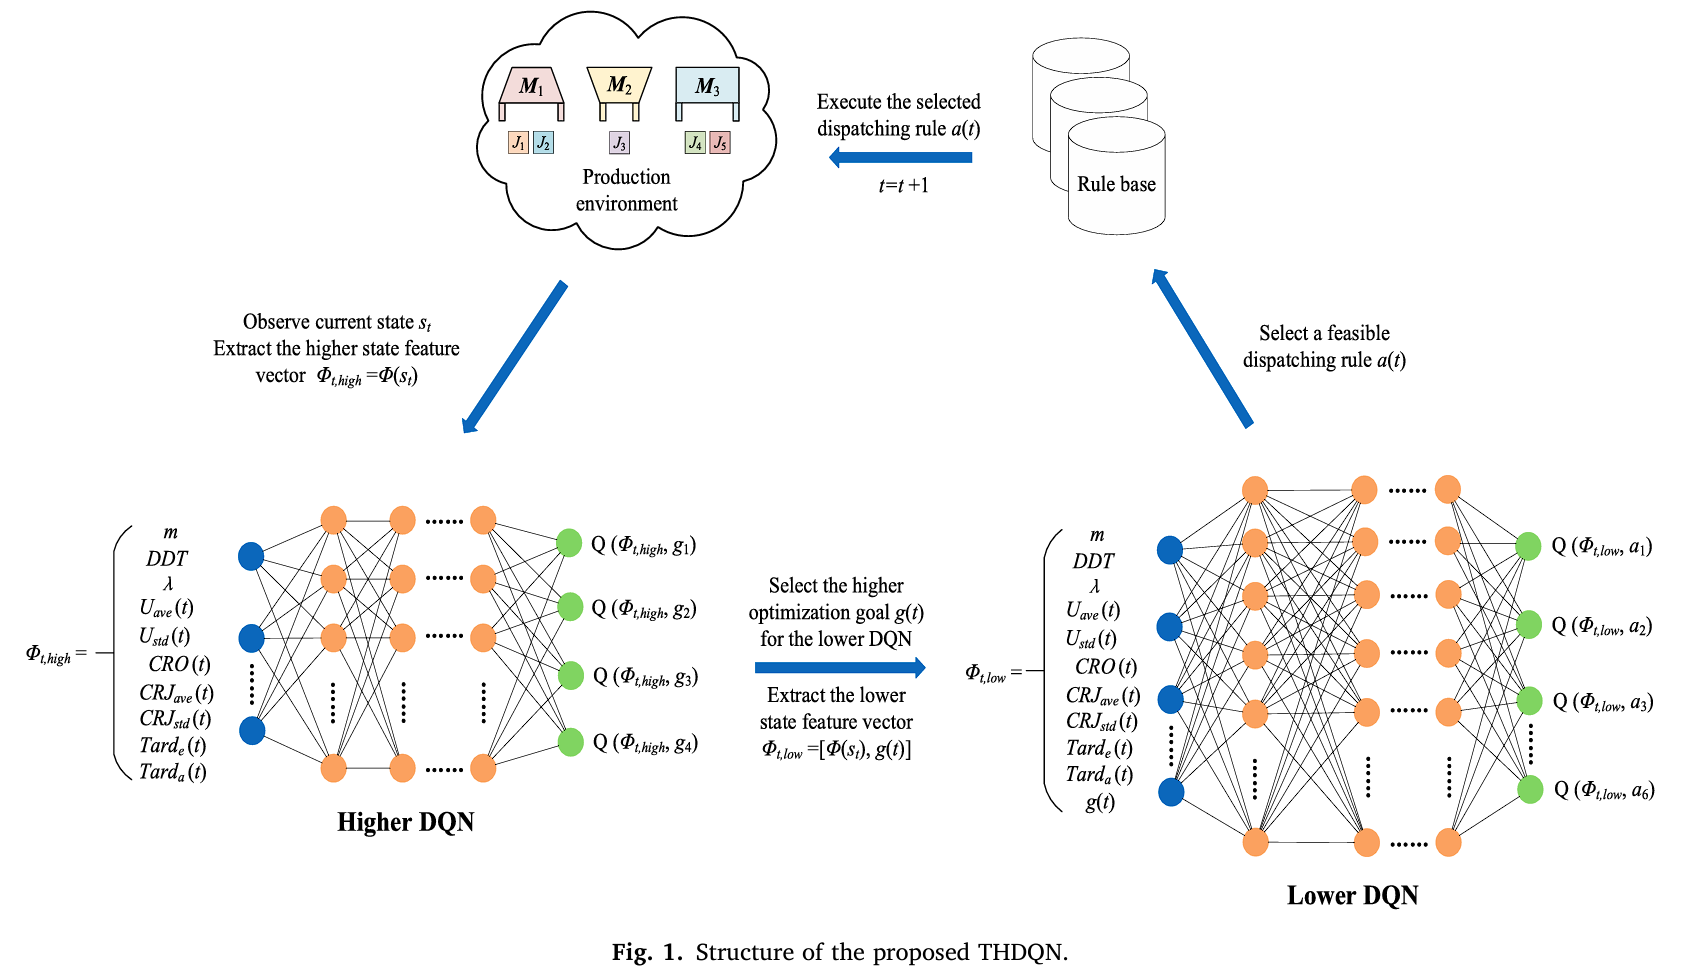 M1
M2
M3
J1
J2
J3
J4
J5
Production
environment
Execute the selected
dispatching rule a(t)
t=t +1
Rule base
Observe current state st
Extract the higher state feature
vector Φt,high =Φ(st)
Select a feasible
dispatching rule a(t)
Φt,high =
m
DDT
λ
Uave (t)
Ustd (t)
CRO (t)
CRJave (t)
CRJstd (t)
Tarde (t)
Tarda (t)
Q (Φt,high, g1)
Q (Φt,high, g2)
Q (Φt,high, g3)
Q (Φt,high, g4)
Higher DQN
Select the higher
optimization goal g(t)
for the lower DQN
Extract the lower
state feature vector
Φt,low =[Φ(st), g(t)]
Φt,low =
m
DDT
λ
Uave (t)
Ustd (t)
CRO (t)
CRJave (t)
CRJstd (t)
Tarde (t)
Tarda (t)
g(t)
Q (Φt,low, a1)
Q (Φt,low, a2)
Q (Φt,low, a3)
Q (Φt,low, a6)
Lower DQN
Fig. 1. Structure of the proposed THDQN.